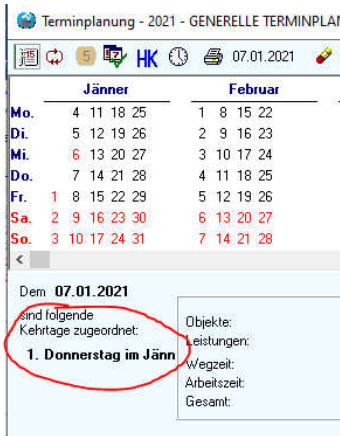 Terminplanung - 2021 - GENERELLE TERMINPLA
15 5 7 HK 07.01.2021
Jänner Februar
Mo. 4 11 18 25 1 8 15 22
Di. 5 12 19 26 2 9 16 23
Mi. 6 13 20 27 3 10 17 24
Do. 7 14 21 28 4 11 18 25
Fr. 1 8 15 22 29 5 12 19 26
Sa. 2 9 16 23 30 6 13 20 27
So. 3 10 17 24 31 7 14 21 28
Dem 07.01.2021
sind folgende
Kehrtage zugeordnet:
1. Donnerstag im Jänn
Objekte:
Leistungen:
Wegzeit:
Arbeitszeit:
Gesamt: